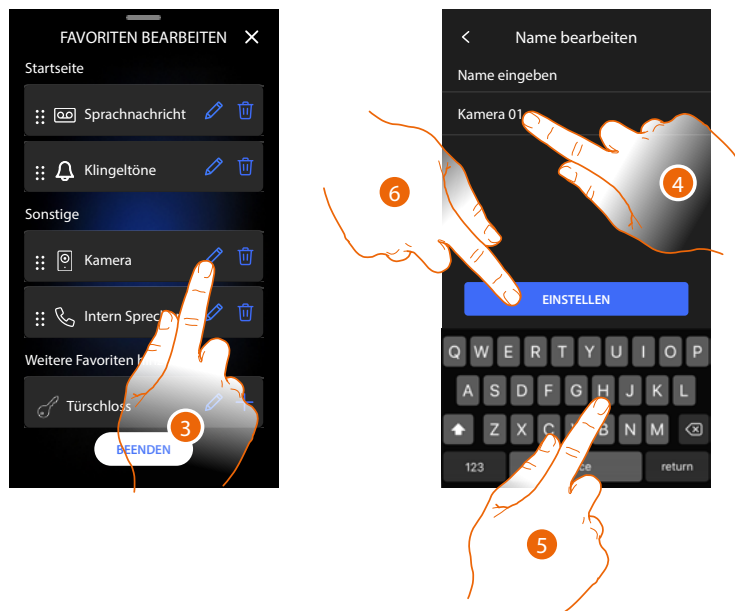 FAVORITEN BEARBEITEN
Startseite
Sprachnachricht
Klingeltöne
Sonstige
Kamera
Intern
Weitere Favoriten
Türschloss
3
BEENDEN
Name bearbeiten
Name eingeben
Kamera 01
4
6
EINSTELLEN
Q W E R T Y U I O P
A S D F G H J K L
Z X C B N M
123 return
5